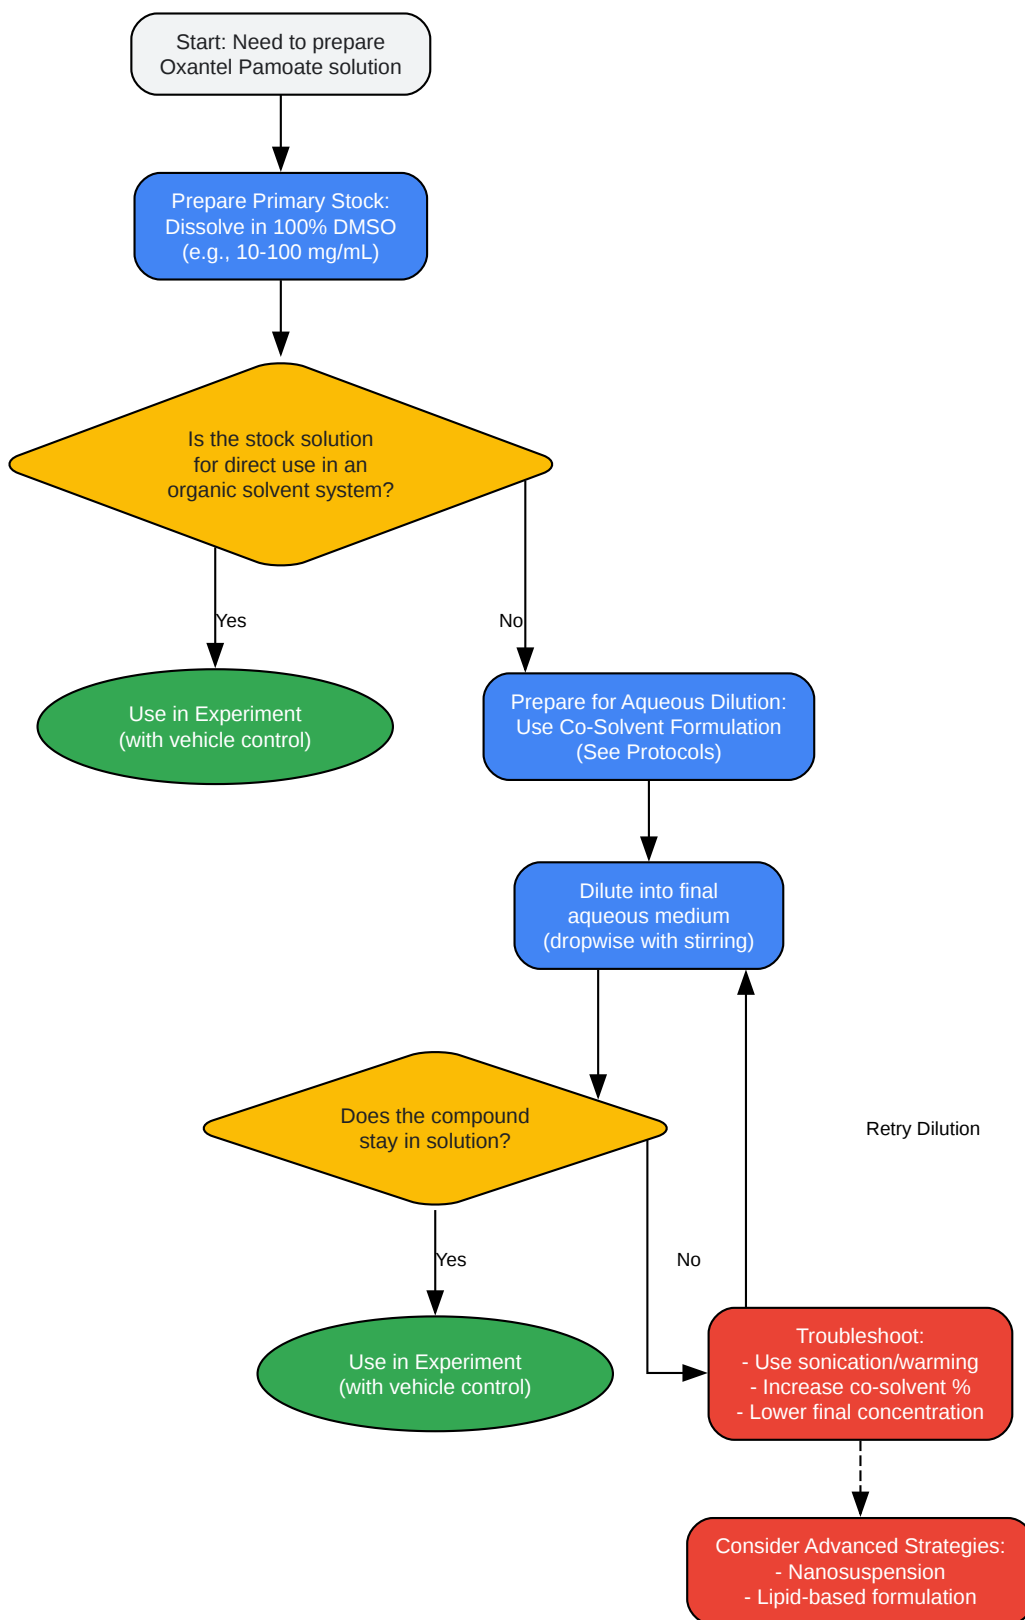 Start: Need to prepare
Oxantel Pamoate solution
Prepare Primary Stock:
Dissolve in 100% DMSO
(e.g., 10-100 mg/mL)
Is the stock solution
for direct use in an
organic solvent system?
Yes
No
Use in Experiment
(with vehicle control)
Prepare for Aqueous Dilution:
Use Co-Solvent Formulation
(See Protocols)
Dilute into final
aqueous medium
(dropwise with stirring)
Does the compound
stay in solution?
Retry Dilution
Yes
No
Use in Experiment
(with vehicle control)
Troubleshoot:
- Use sonication/warming
- Increase co-solvent %
- Lower final concentration
Consider Advanced Strategies:
- Nanosuspension
- Lipid-based formulation